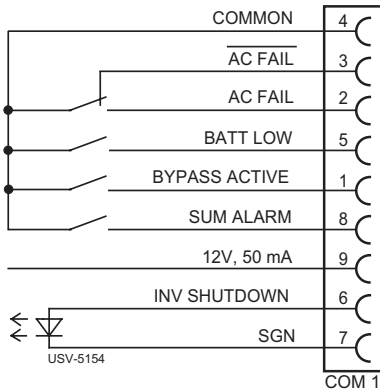 COMMON 4
AC FAIL 3
AC FAIL 2
BATT LOW 5
BYPASS ACTIVE 1
SUM ALARM 8
12V, 50 mA 9
INV SHUTDOWN 6
SGN 7
USV-5154
COM 1